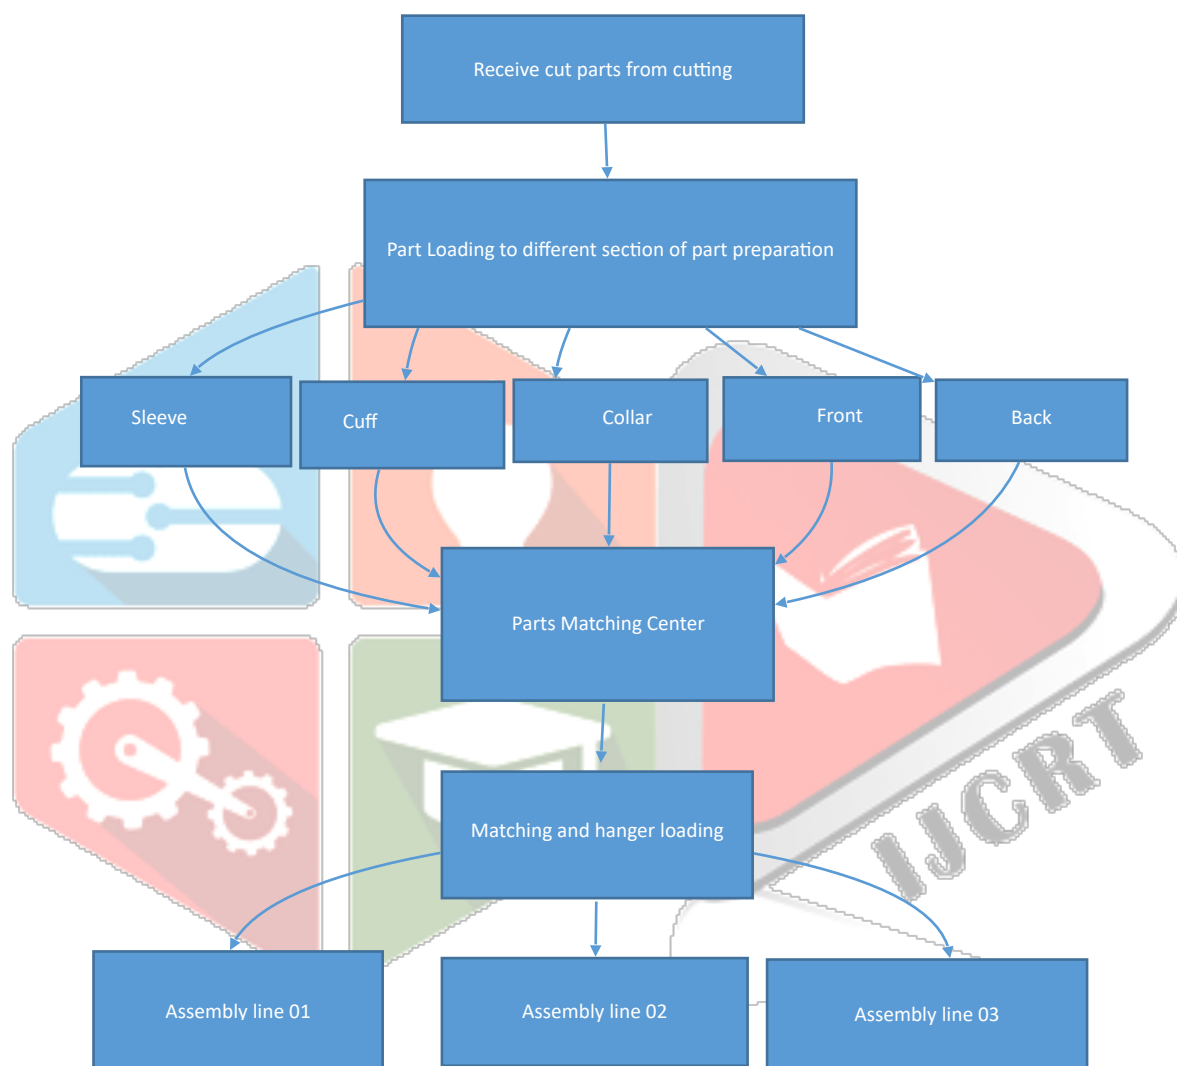 Receive cut parts from cutting
Part Loading to different section of part preparation
Sleeve
Cuff
Collar
Front
Back
Parts Matching Center
Matching and hanger loading
IJCRT
Assembly line 01
Assembly line 02
Assembly line 03